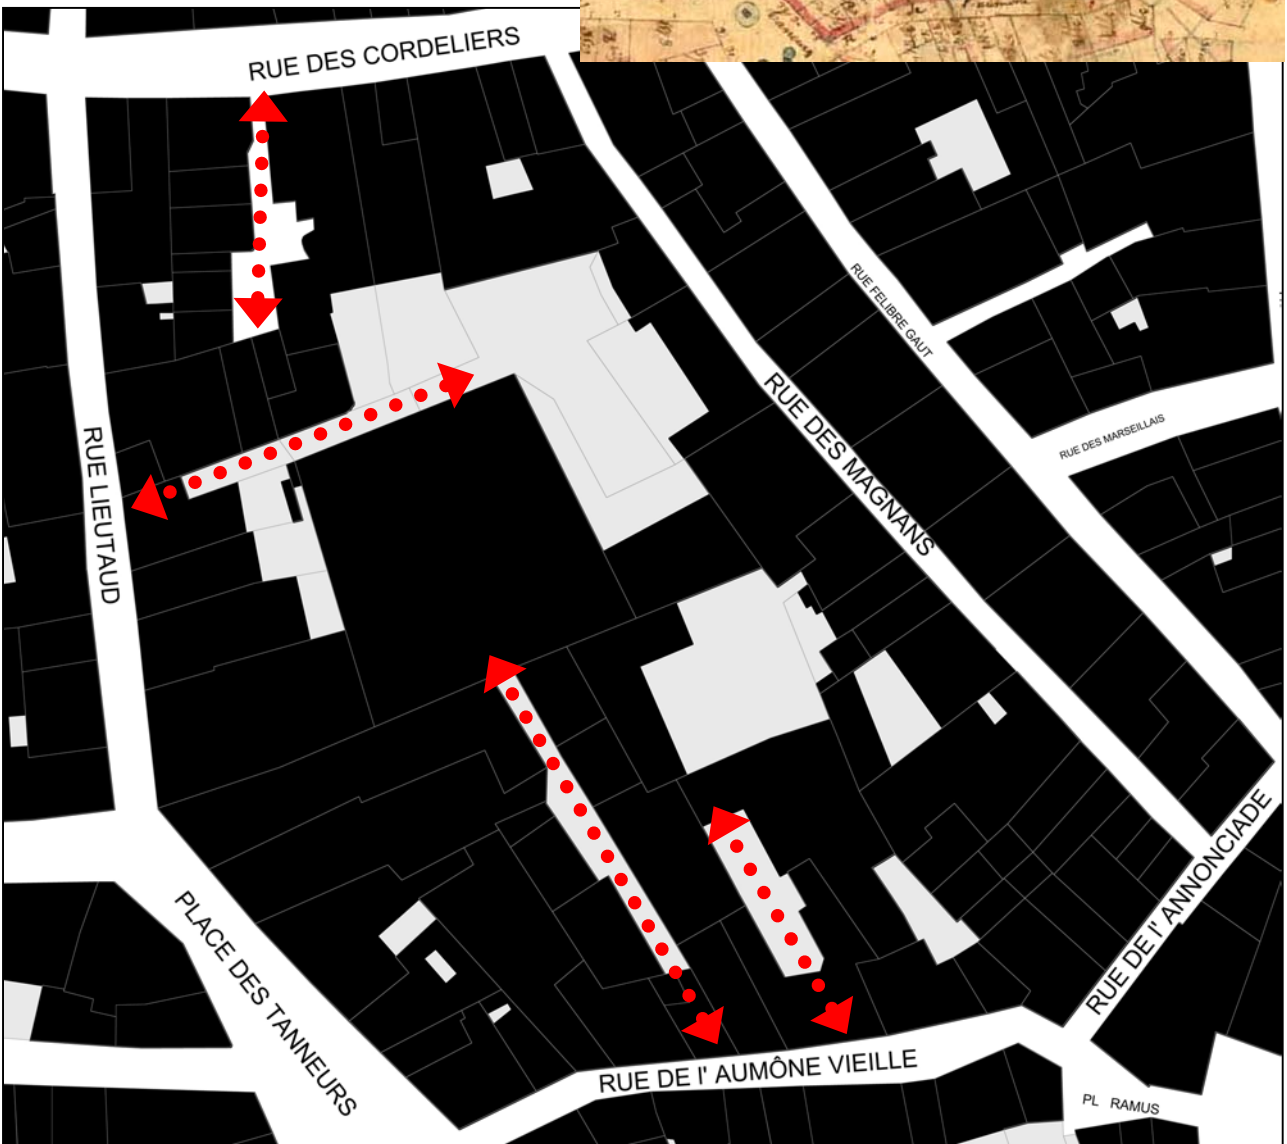 RUE DES CORDELIERS
RUE FELIBRE GAUT
RUE DES MARSEILLAIS
RUE DES MAGNANS
RUE LIEUTAUD
RUE DE l' ANNONCIADE
PLACE DES TANNEURS
RUE DE l' AUMÔNE VIEILLE
PL RAMUS